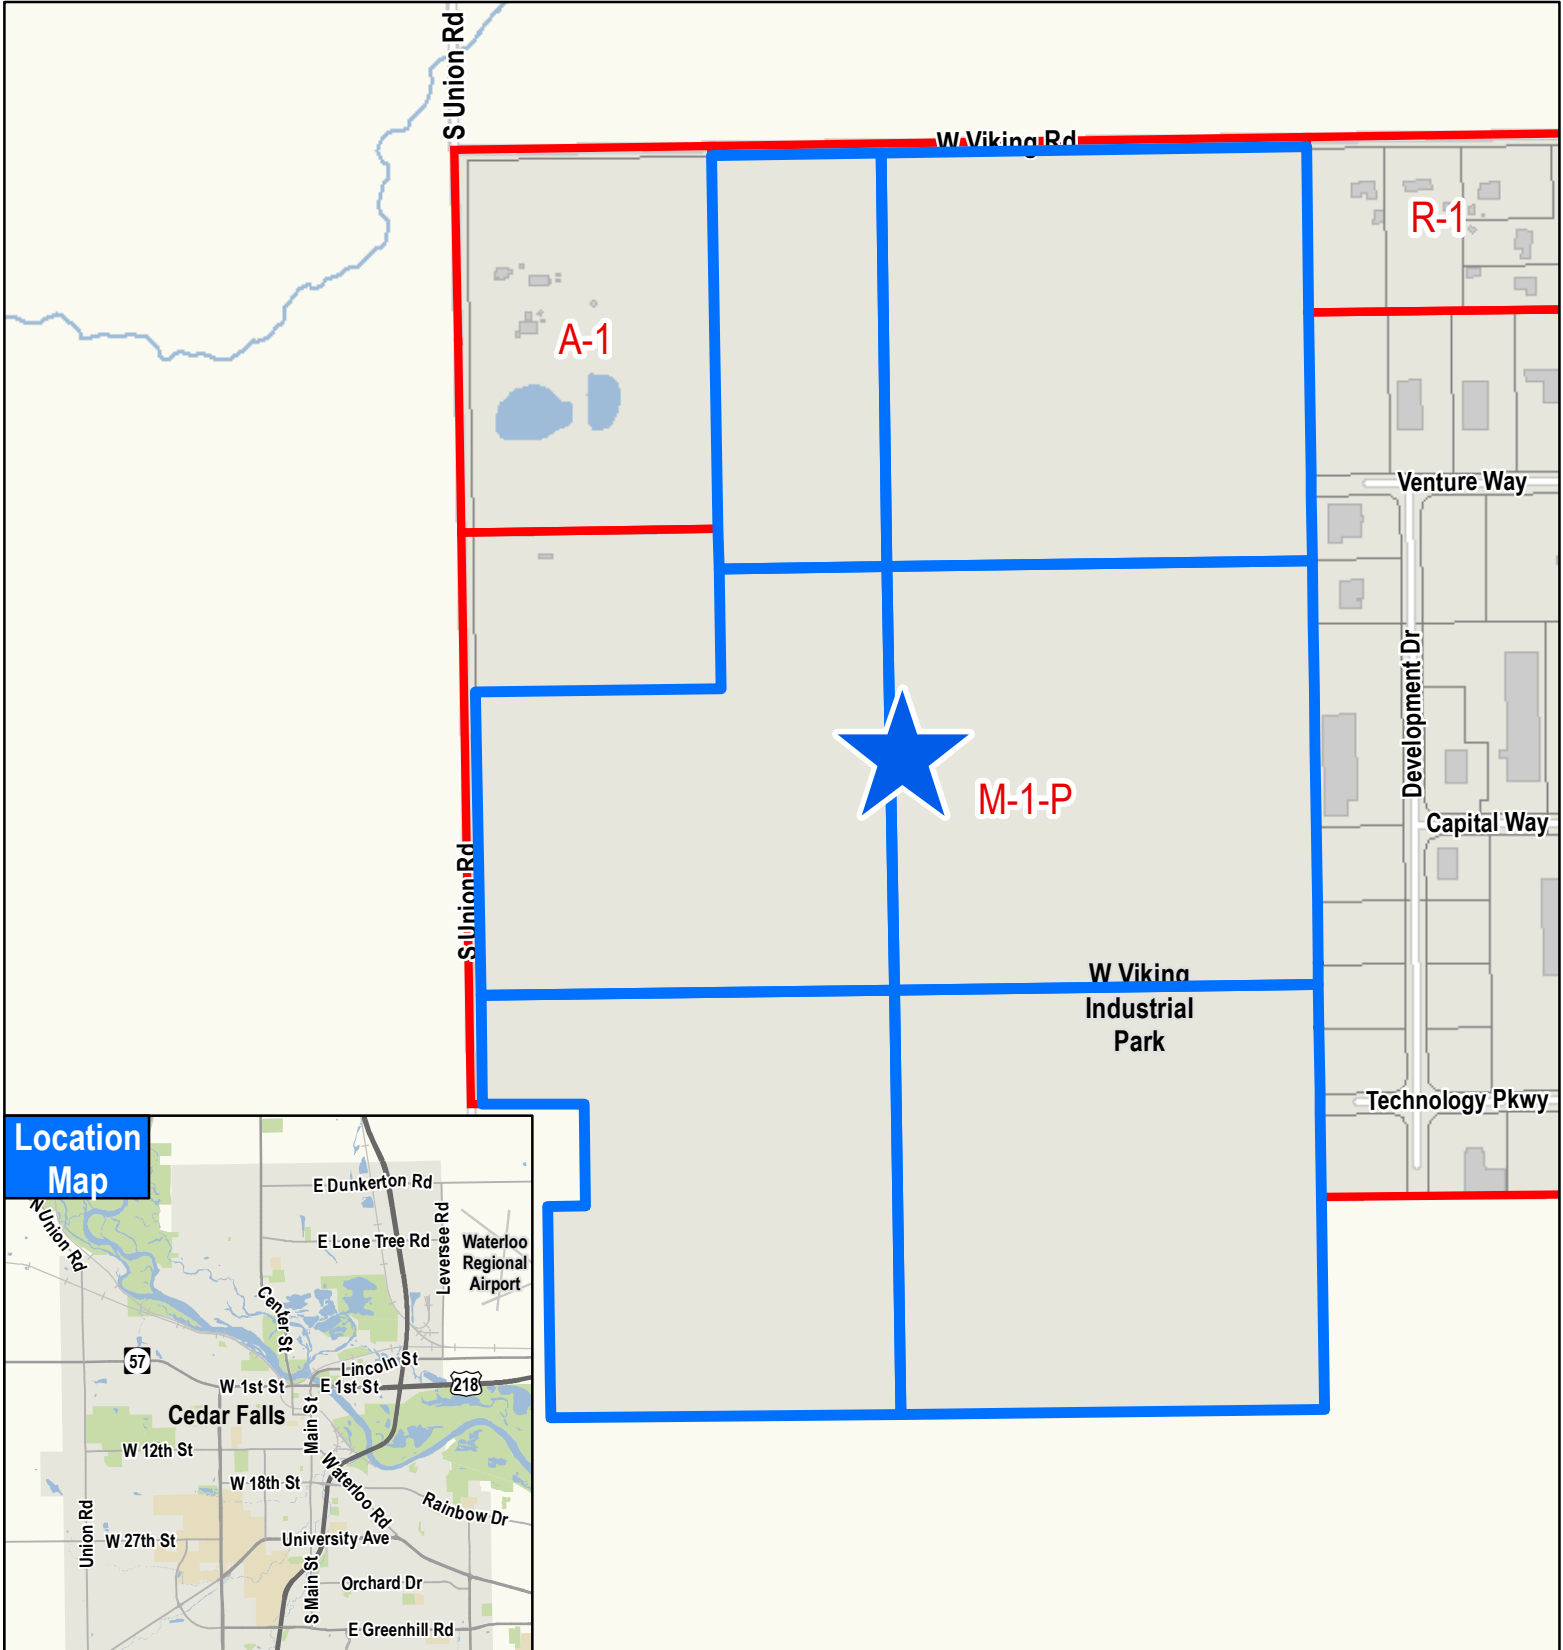 S Union Rd
W Viking Rd
R-1
A-1
Venture Way
Development Dr
M-1-P
Capital Way
S Union Rd
W Viking
Industrial
Park
Technology Pkwy
Location
Map
E Dunkerton Rd
N Union Rd
Leversee Rd
E Lone Tree Rd
Waterloo
Regional
Airport
Center St
57
Lincoln St
W 1st St
E 1st St
218
Cedar Falls
Main St
W 12th St
Waterloo Rd
W 18th St
Rainbow Dr
Union Rd
W 27th St
University Ave
S Main St
Orchard Dr
E Greenhill Rd